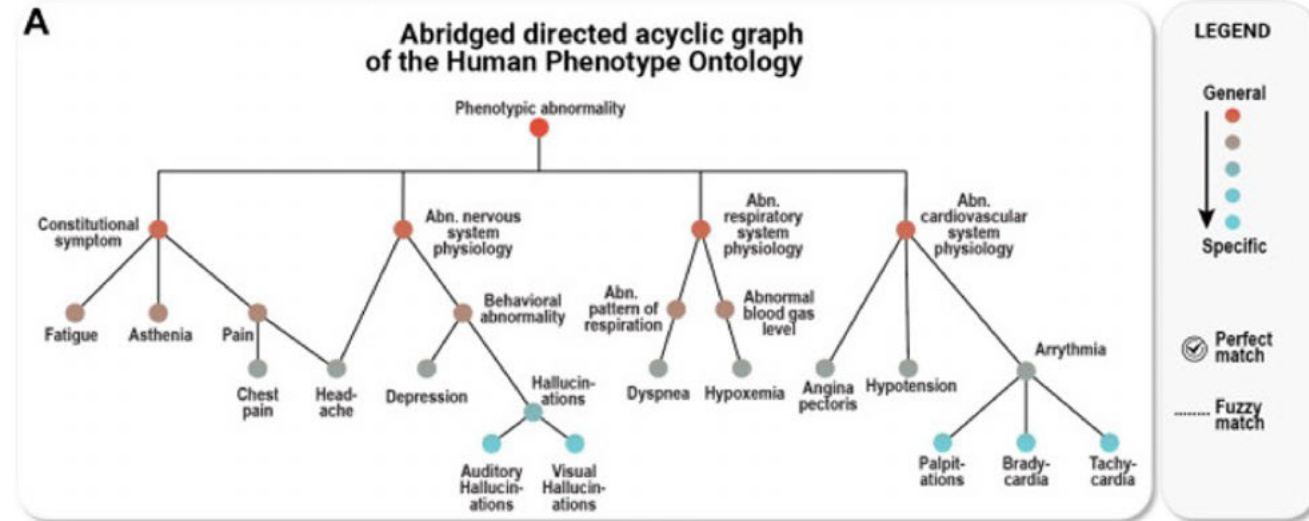 A
Abridged directed acyclic graph
of the Human Phenotype Ontology
Phenotypic abnormality
Constitutional
symptom
Abn. nervous
system
physiology
Abn.
respiratory
system
physiology
Abn.
cardiovascular
system
physiology
Fatigue
Asthenia
Pain
Behavioral
abnormality
Abn.
pattern of
respiration
Abnormal
blood gas
level
Arrythmia
Chest
pain
Head-
ache
Depression
Hallucin-
ations
Dyspnea
Hypoxemia
Angina
pectoris
Hypotension
Auditory
Hallucin-
ations
Visual
Hallucin-
ations
Palpit-
ations
Brady-
cardia
Tachy-
cardia
LEGEND
General
Specific
Perfect
match
Fuzzy
match